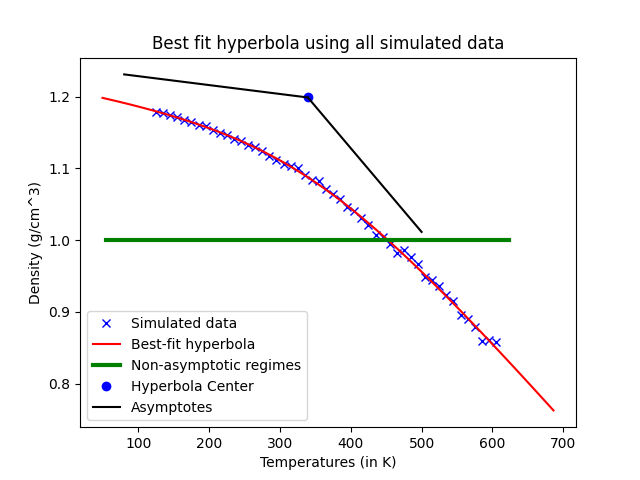 Best fit hyperbola using all simulated data
1.2
1.1
1.0
0.9
0.8
Density (g/cm^3)
Simulated data
Best-fit hyperbola
Non-asymptotic regimes
Hyperbola Center
Asymptotes
100 200 300 400 500 600 700
Temperatures (in K)